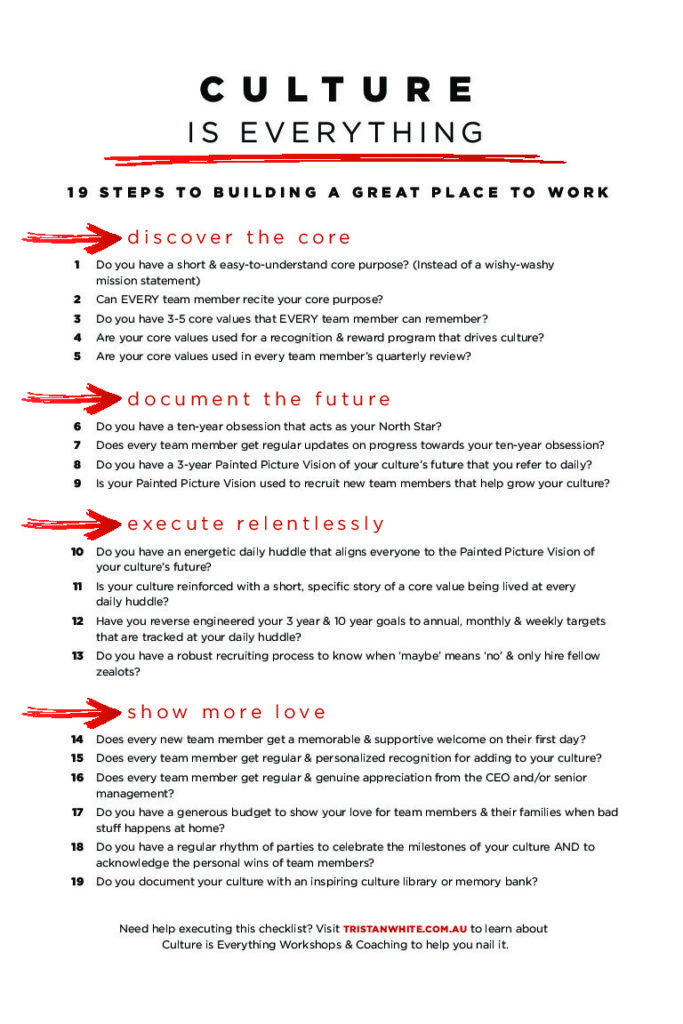 CULTURE
IS EVERYTHING
19 STEPS TO BUILDING A GREAT PLACE TO WORK
discover the core
1 Do you have a short & easy-to-understand core purpose? (Instead of a wishy-washy
mission statement)
2 Can EVERY team member recite your core purpose?
3 Do you have 3-5 core values that EVERY team member can remember?
4 Are your core values used for a recognition & reward program that drives culture?
5 Are your core values used in every team member's quarterly review?
document the future
6 Do you have a ten-year obsession that acts as your North Star?
7 Does every team member get regular updates on progress towards your ten-year obsession?
8 Do you have a 3-year Painted Picture Vision of your culture's future that you refer to daily?
9 Is your Painted Picture Vision used to recruit new team members that help grow your culture?
execute relentlessly
10 Do you have an energetic daily huddle that aligns everyone to the Painted Picture Vision of
your culture's future?
11 Is your culture reinforced with a short, specific story of a core value being lived at every
daily huddle?
12 Have you reverse engineered your 3 year & 10 year goals to annual, monthly & weekly targets
that are tracked at your daily huddle?
13 Do you have a robust recruiting process to know when 'maybe' means 'no' & only hire fellow
zealots?
show more love
14 Does every new team member get a memorable & supportive welcome on their first day?
15 Does every team member get regular & personalized recognition for adding to your culture?
16 Does every team member get regular & genuine appreciation from the CEO and/or senior
management?
17 Do you have a generous budget to show your love for team members & their families when bad
stuff happens at home?
18 Do you have a regular rhythm of parties to celebrate the milestones of your culture AND to
acknowledge the personal wins of team members?
19 Do you document your culture with an inspiring culture library or memory bank?
Need help executing this checklist? Visit TRISTANWHITE.COM.AU to learn about
Culture is Everything Workshops & Coaching to help you nail it.